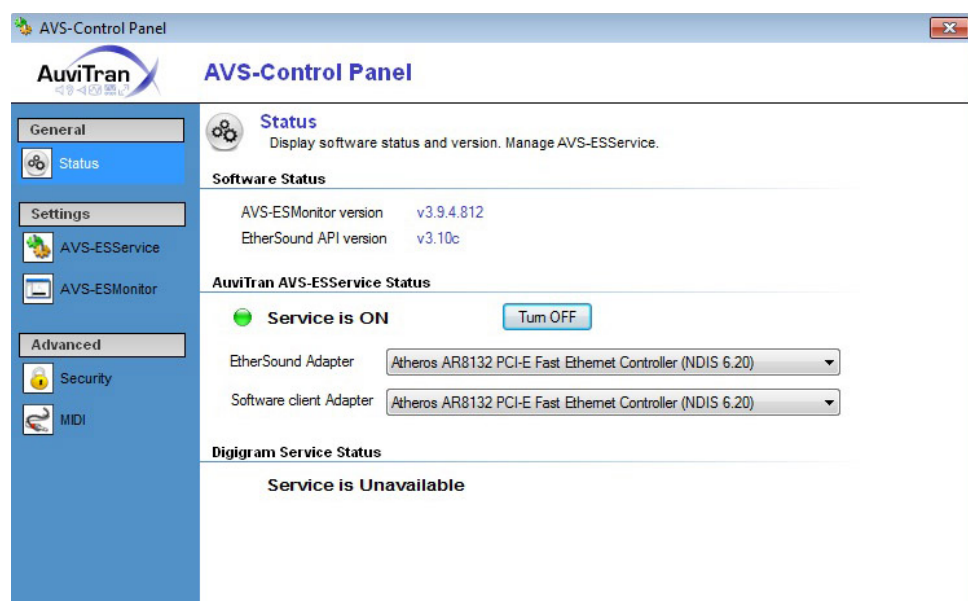 AVS-Control Panel
AuviTran
AVS-Control Panel
General
Status
Settings
AVS-ESService
AVS-ESMonitor
Advanced
Security
MIDI
Status
Display software status and version. Manage AVS-ESService.
Software Status
AVS-ESMonitor version v3.9.4.812
EtherSound API version v3.10c
AuviTran AVS-ESService Status
Service is ON Turn OFF
EtherSound Adapter Atheros AR8132 PCI-E Fast Ethernet Controller (NDIS 6.20)
Software client Adapter Atheros AR8132 PCI-E Fast Ethernet Controller (NDIS 6.20)
Digigram Service Status
Service is Unavailable